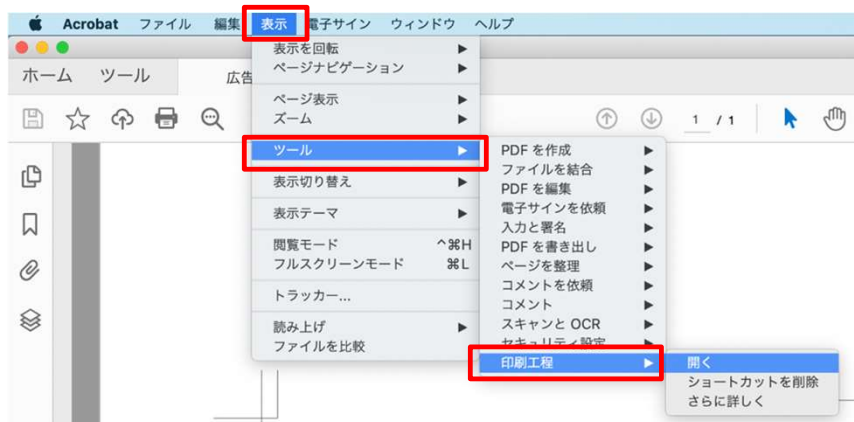 Acrobat ファイル 編集 表示 電子サイン ウィンドウ ヘルプ
ホーム ツール 広告
1 / 1
表示を回転
ページナビゲーション
ページ表示
ズーム
ツール
表示切り替え
表示テーマ
閲覧モード ^⌘H
フルスクリーンモード ⌘L
トラッカー...
読み上げ
ファイルを比較
PDF を作成
ファイルを結合
PDF を編集
電子サインを依頼
入力と署名
PDF を書き出し
ページを整理
コメントを依頼
コメント
スキャンと OCR
セキュリティ設定
印刷工程
開く
ショートカットを削除
さらに詳しく